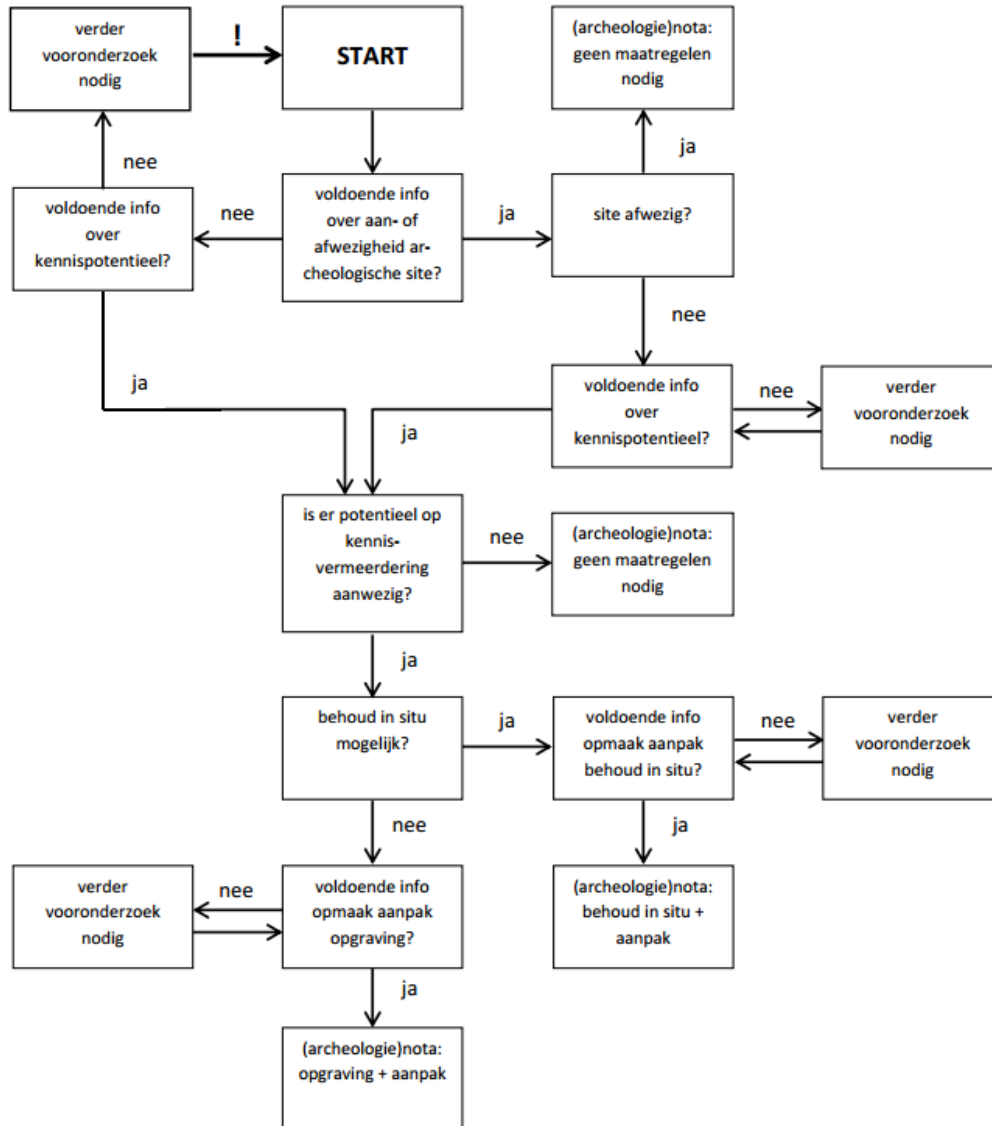 verder
vooronderzoek
nodig
!
START
(archeologie)nota:
geen maatregelen
nodig
nee
ja
voldoende info
over
kennispotentieel?
nee
voldoende info
over aan- of
afwezigheid ar-
cheologische site?
ja
site afwezig?
nee
ja
voldoende info
over
kennispotentieel?
nee
verder
vooronderzoek
nodig
ja
is er potentieel op
kennis-
vermeerdering
aanwezig?
nee
(archeologie)nota:
geen maatregelen
nodig
ja
behoud in situ
mogelijk?
ja
voldoende info
opmaak aanpak
behoud in situ?
nee
verder
vooronderzoek
nodig
nee
ja
verder
vooronderzoek
nodig
nee
voldoende info
opmaak aanpak
opgraving?
(archeologie)nota:
behoud in situ +
aanpak
ja
(archeologie)nota:
opgraving + aanpak